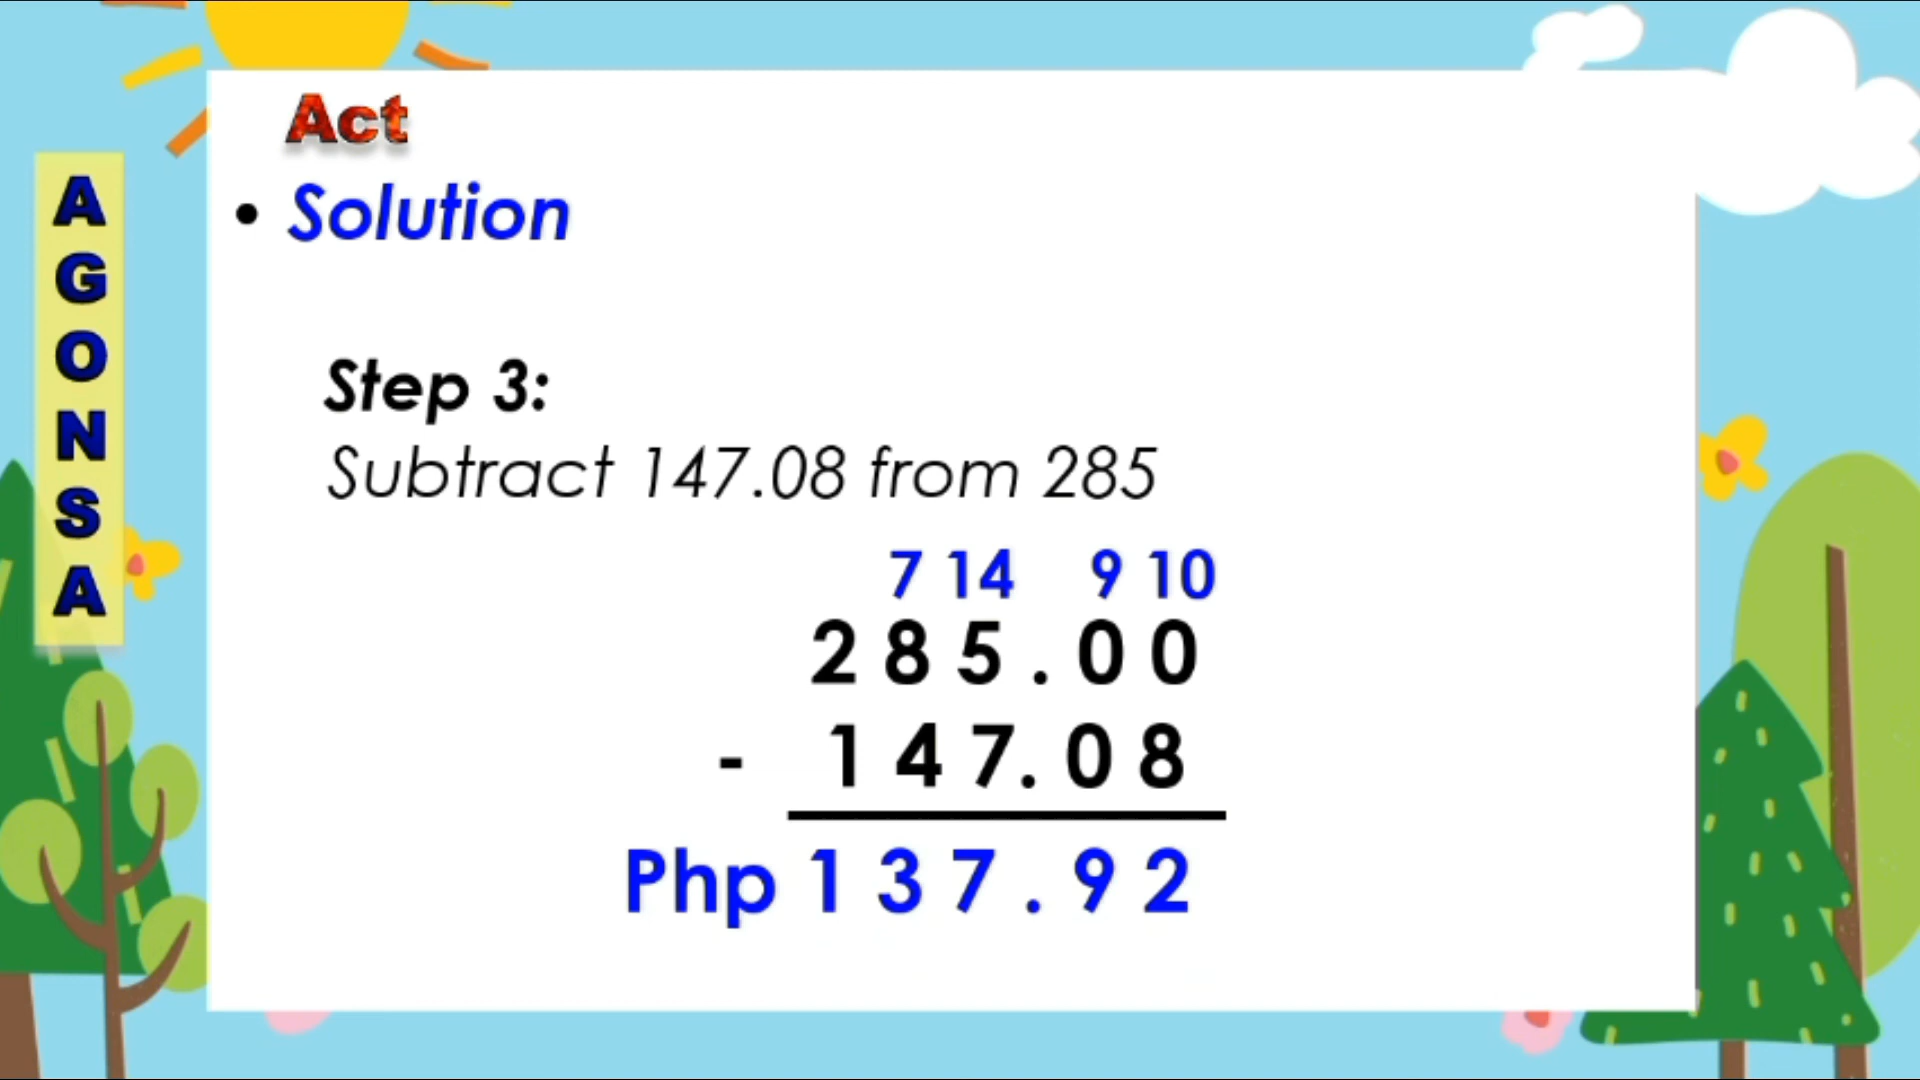 Act
A
G
O
N
S
A
• Solution
Step 3:
Subtract 147.08 from 285
7 14 9 10
2 8 5 . 0 0
- 1 4 7. 0 8
Php 1 3 7 . 9 2